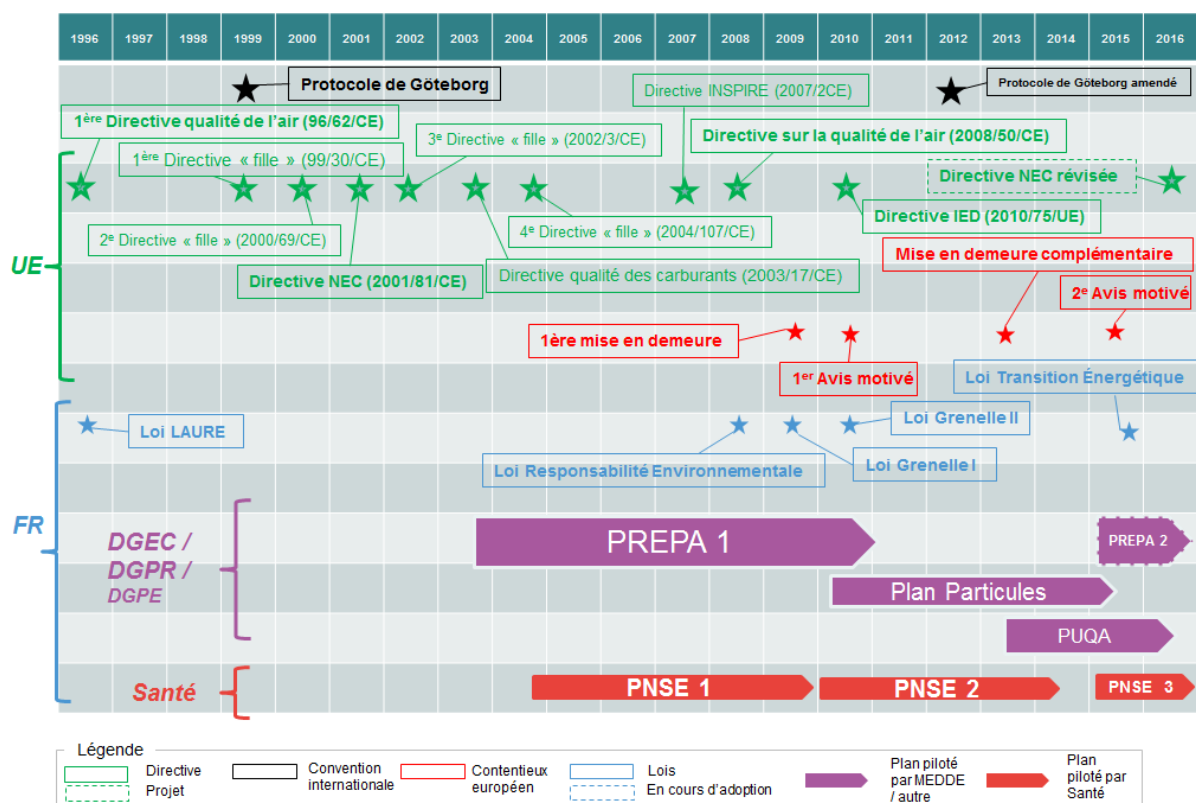 1996 1997 1998 1999 2000 2001 2002 2003 2004 2005 2006 2007 2008 2009 2010 2011 2012 2013 2014 2015 2016
Protocole de Göteborg
Protocole de Göteborg amendé
Directive INSPIRE (2007/2CE)
1ère Directive qualité de l'air (96/62/CE)
3e Directive « fille » (2002/3/CE)
Directive sur la qualité de l'air (2008/50/CE)
1ère Directive « fille » (99/30/CE)
Directive NEC révisée
UE
2e Directive « fille » (2000/69/CE)
4e Directive « fille » (2004/107/CE)
Directive IED (2010/75/UE)
Directive NEC (2001/81/CE)
Directive qualité des carburants (2003/17/CE)
Mise en demeure complémentaire
2e Avis motivé
1ère mise en demeure
1er Avis motivé
Loi Transition Énergétique
FR
Loi LAURE
Loi Grenelle II
Loi Responsabilité Environnementale
Loi Grenelle I
DGEC /
DGPR /
DGPE
PREPA 1
PREPA 2
Plan Particules
PUQA
Santé
PNSE 1
PNSE 2
PNSE 3
Légende
Directive
Projet
Convention
internationale
Contentieux
européen
Lois
En cours d'adoption
Plan piloté
par MEDDE
/ autre
Plan
piloté par
Santé